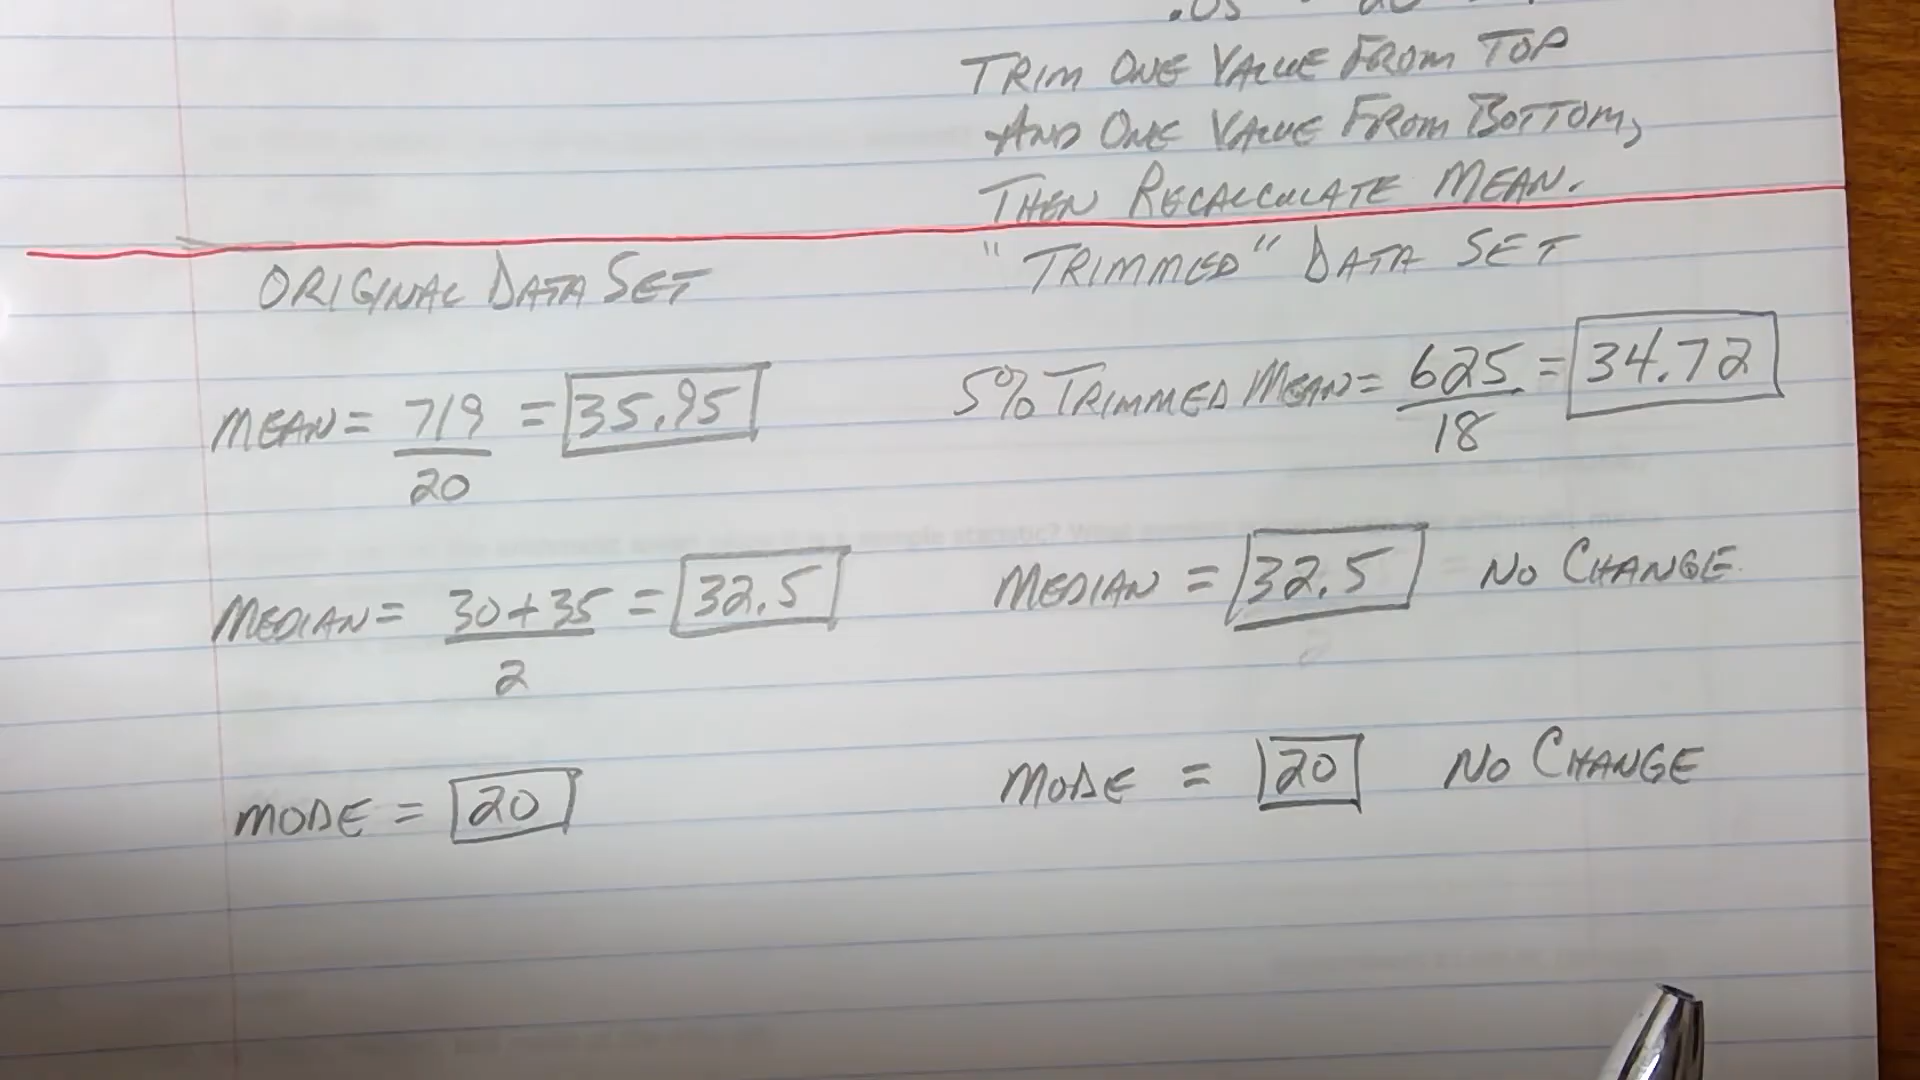 .05
TRIM ONE VALUE FROM TOP
AND ONE VALUE FROM BOTTOM,
THEN RECALCULATE MEAN.
ORIGINAL DATA SET
MEAN = 719/20 = 35.95
MEDIAN = 30+35/2 = 32.5
MODE = 20
"TRIMMED" DATA SET
5% TRIMMED MEAN = 625/18 = 34.72
MEDIAN = 32.5 NO CHANGE
MODE = 20 NO CHANGE